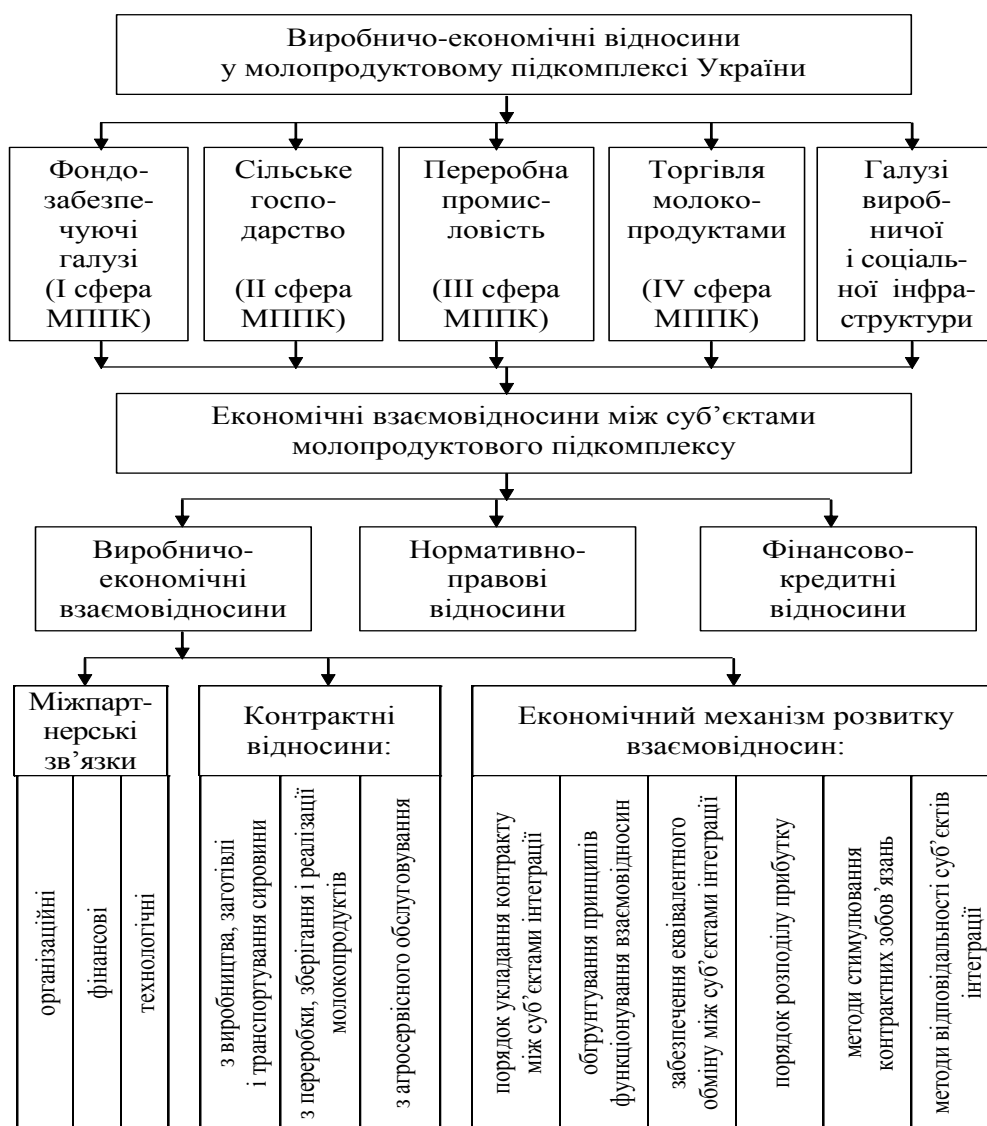 Виробничо-економічні відносини
у молопродуктовому підкомплексі України
Фондо-
забезпе-
чуючі
галузі
(I сфера
МППК)
Сільське
госпо-
дарство
(II сфера
МППК)
Переробна
промис-
ловість
(III сфера
МППК)
Торгівля
молоко-
продуктами
(IV сфера
МППК)
Галузі
вироб-
ничої
і соціаль-
ної інфра-
структури
Економічні взаємовідносини між суб’єктами
молопродуктового підкомплексу
Виробничо-
економічні
взаємовідносини
Нормативно-
правові
відносини
Фінансово-
кредитні
відносини
Міжпарт-
нерські
зв’язки
організаційні
фінансові
технологічні
Контрактні
відносини:
з виробництва, заготівлі
і транспортування сировини
з переробки, зберігання і реалізації
молокопродуктів
з агросервісного обслуговування
Економічний механізм розвитку
взаємовідносин:
порядок укладання контракту
між суб’єктами інтеграції
обгрунтування принципів
функціонування взаємовідносин
забезпечення еквівалентного
обміну між суб’єктами інтеграції
порядок розподілу прибутку
методи стимулювання
контрактних зобов’язань
методи відповідальності суб’єктів
інтеграції